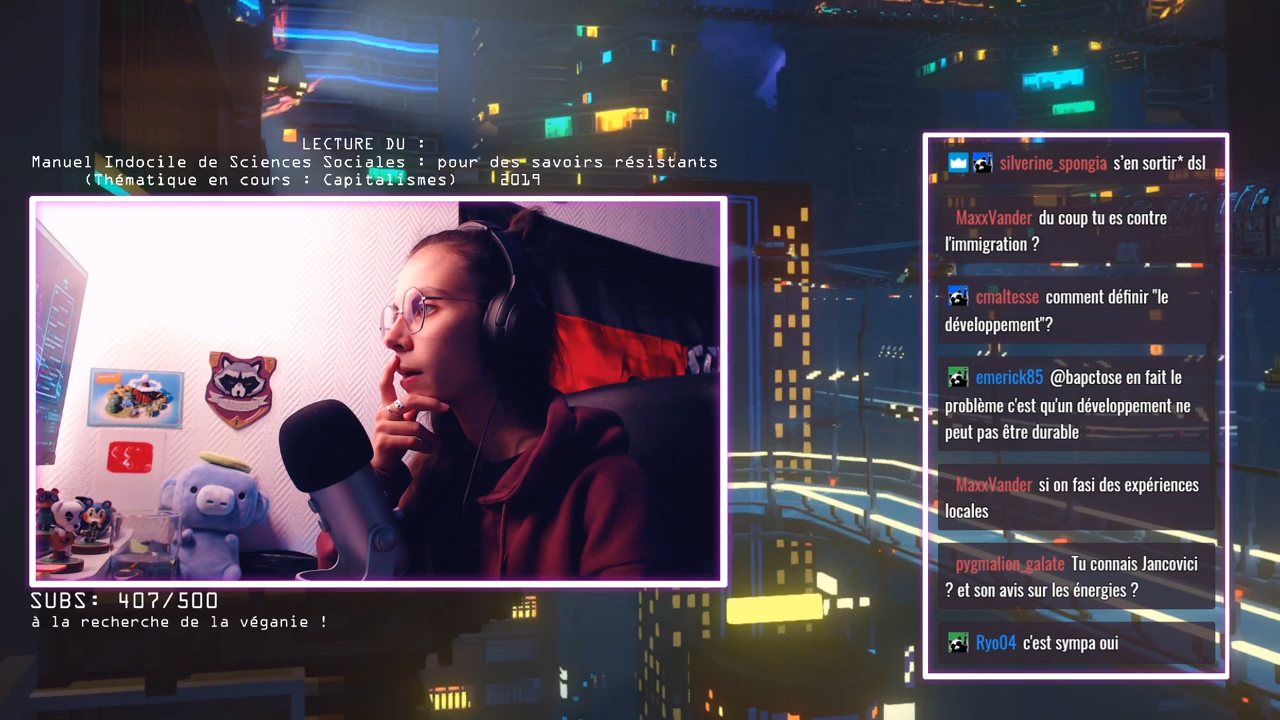 LECTURE DU :
Manuel Indocile de Sciences Sociales : pour des savoirs résistants
(Thématique en cours : Capitalismes) 2019
SUBS: 407/500
à la recherche de la véganie !
silverine_spongia s'en sortir* dsl
MaxxVander du coup tu es contre
l'immigration ?
cmaltesse comment définir "le
développement"?
emerick85 @bapctose en fait le
problème c'est qu'un développement ne
peut pas être durable
MaxxVander si on fasi des expériences
locales
pygmalion_galate Tu connais Jancovici
? et son avis sur les énergies ?
Ryo04 c'est sympa oui